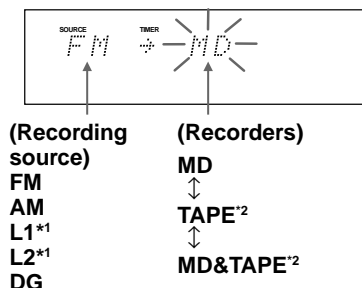 SOURCE TIMER
FM → MD
(Recording source)
FM
AM
L1*1
L2*1
DG
(Recorders)
MD
↕
TAPE*2
↕
MD&TAPE*2